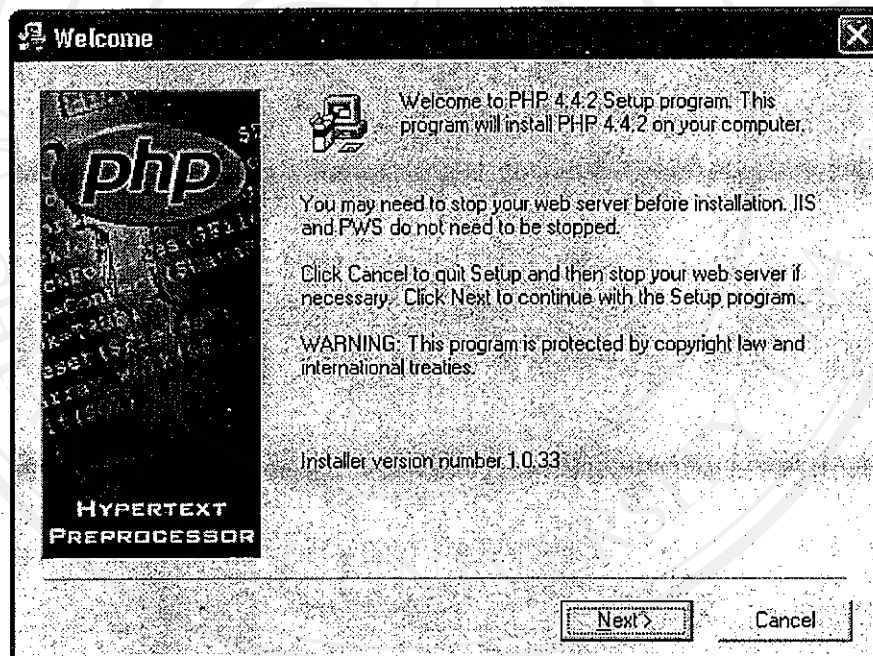 Welcome
php
Welcome to PHP 4.4.2 Setup program. This
program will install PHP 4.4.2 on your computer.
You may need to stop your web server before installation. IIS
and PWS do not need to be stopped.
Click Cancel to quit Setup and then stop your web server if
necessary. Click Next to continue with the Setup program.
WARNING: This program is protected by copyright law and
international treaties.
Installer version number 1.0.33
HYPERTEXT
PREPROCESSOR
Next>
Cancel